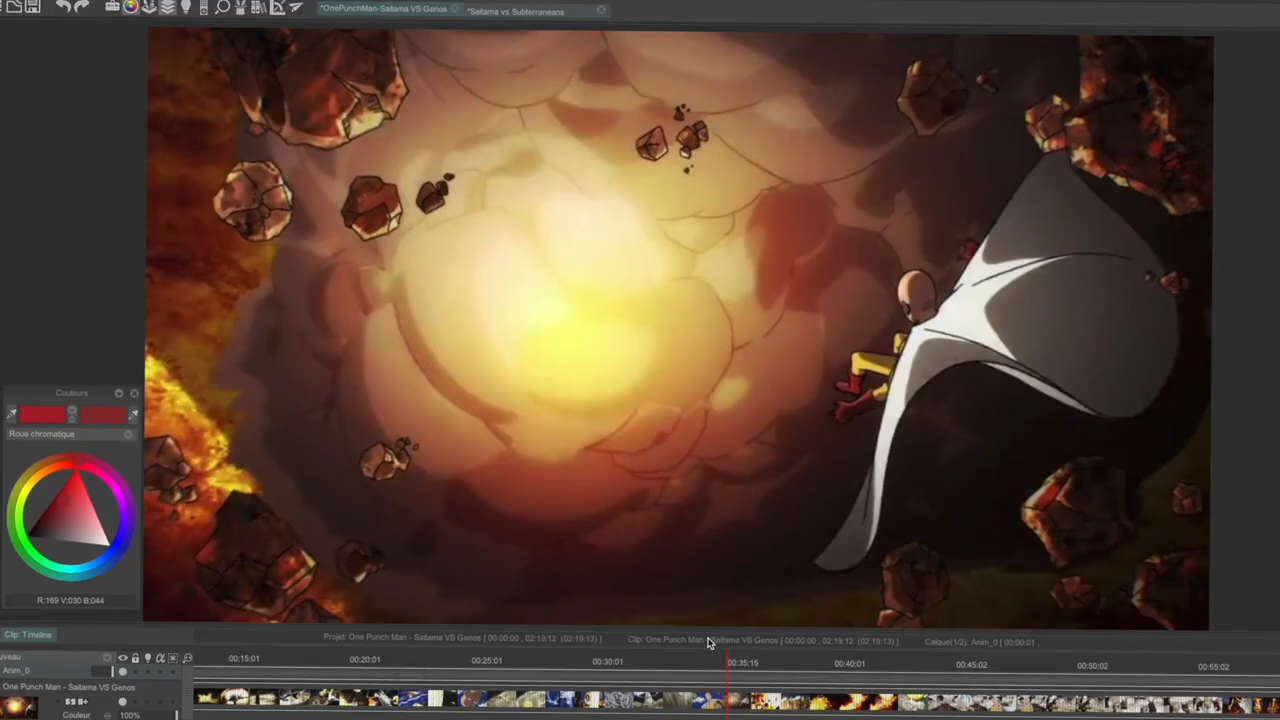 *OnePunchMan-Saitama VS Genos
*Saitama vs Subterraneans
Couleurs
Roue chromatique
R:169 V:030 B:044
Clip: Timeline
Projet: One Punch Man - Saitama VS Genos [ 00:00:00 , 02:19:12 (02:19:13) ]
Clip: One Punch Man - Saitama VS Genos [ 00:00:00 , 02:19:12 (02:19:13) ]
Calque(1/2): Anim_0 [ 00:00:01 ,
00:15:01
00:20:01
00:25:01
00:30:01
00:35:15
00:40:01
00:45:02
00:50:02
00:55:02
Anim_0
One Punch Man - Saitama VS Genos
Couleur
100%